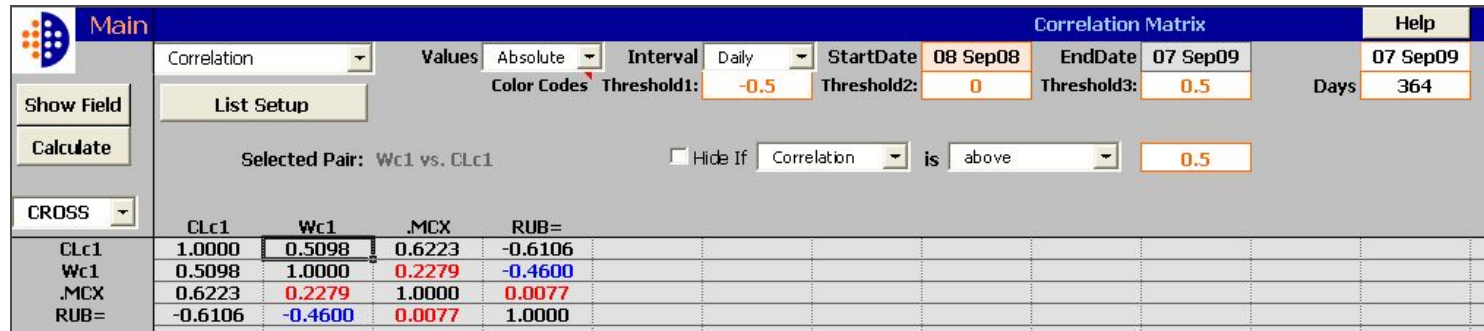 Main Correlation Matrix Help
Correlation Values Absolute Interval Daily StartDate 08 Sep08 EndDate 07 Sep09 07 Sep09
Show Field List Setup Color Codes Threshold1: -0.5 Threshold2: 0 Threshold3: 0.5 Days 364
Calculate Selected Pair: Wc1 vs. CLc1 Hide If Correlation is above 0.5
CROSS CLc1 Wc1 .MCX RUB=
CLc1 1.0000 0.5098 0.6223 -0.6106
Wc1 0.5098 1.0000 0.2279 -0.4600
.MCX 0.6223 0.2279 1.0000 0.0077
RUB= -0.6106 -0.4600 0.0077 1.0000